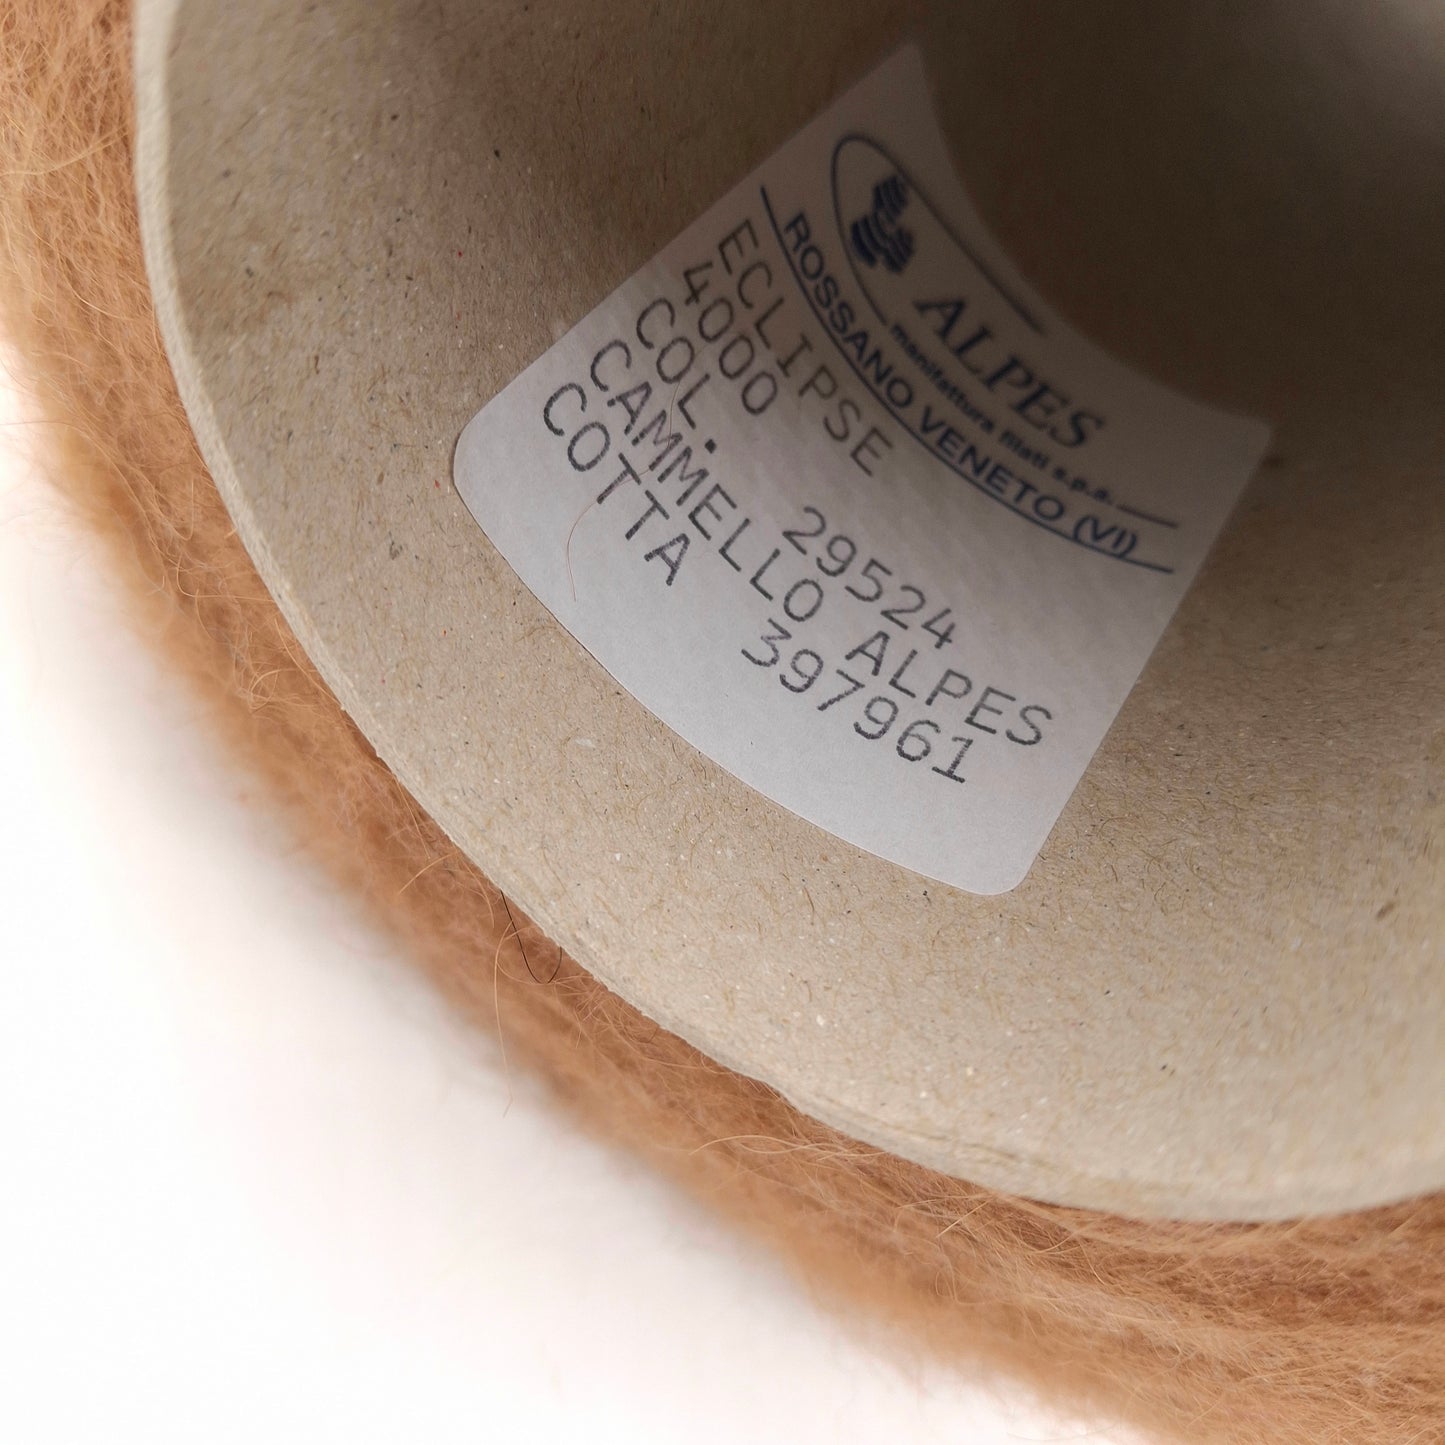 ALPES
manifattura filati s.p.a.
ROSSANO VENETO (VI)
ECLIPSE
4000
COL. 29524
CAMMELLO ALPES
COTTA 397961